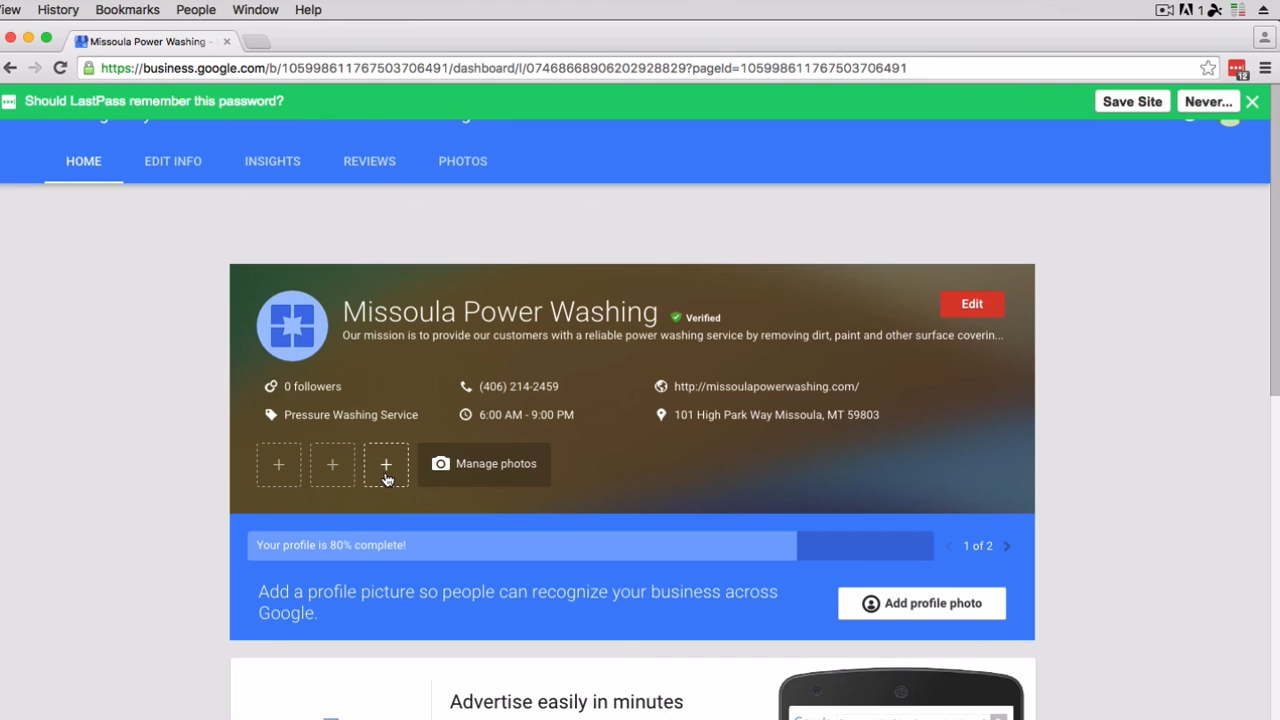 View History Bookmarks People Window Help 1
Missoula Power Washing -
https://business.google.com/b/105998611767503706491/dashboard/l/07468668906202928829?pageId=105998611767503706491
12
Should LastPass remember this password? Save Site Never...
HOME EDIT INFO INSIGHTS REVIEWS PHOTOS
Missoula Power Washing Verified Edit
Our mission is to provide our customers with a reliable power washing service by removing dirt, paint and other surface coverin...
0 followers (406) 214-2459 http://missoulapowerwashing.com/
Pressure Washing Service 6:00 AM - 9:00 PM 101 High Park Way Missoula, MT 59803
+ + + Manage photos
Your profile is 80% complete! 1 of 2
Add a profile picture so people can recognize your business across
Google. Add profile photo
Advertise easily in minutes